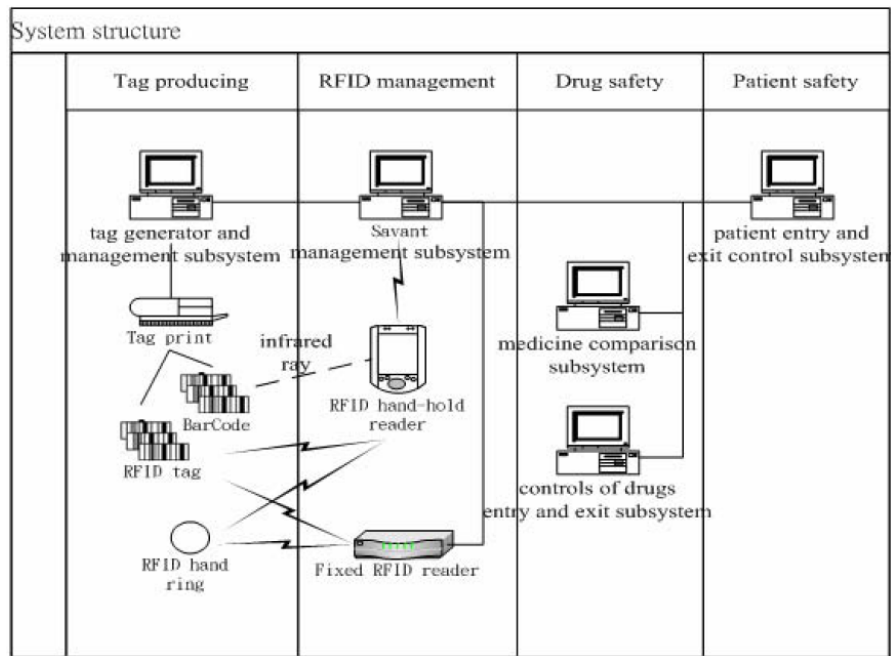 System structure
Tag producing
RFID management
Drug safety
Patient safety
tag generator and
management subsystem
Savant
management subsystem
patient entry and
exit control subsystem
Tag print
infrared
ray
medicine comparison
subsystem
BarCode
RFID hand-hold
reader
RFID tag
controls of drugs
entry and exit subsystem
RFID hand
ring
Fixed RFID reader